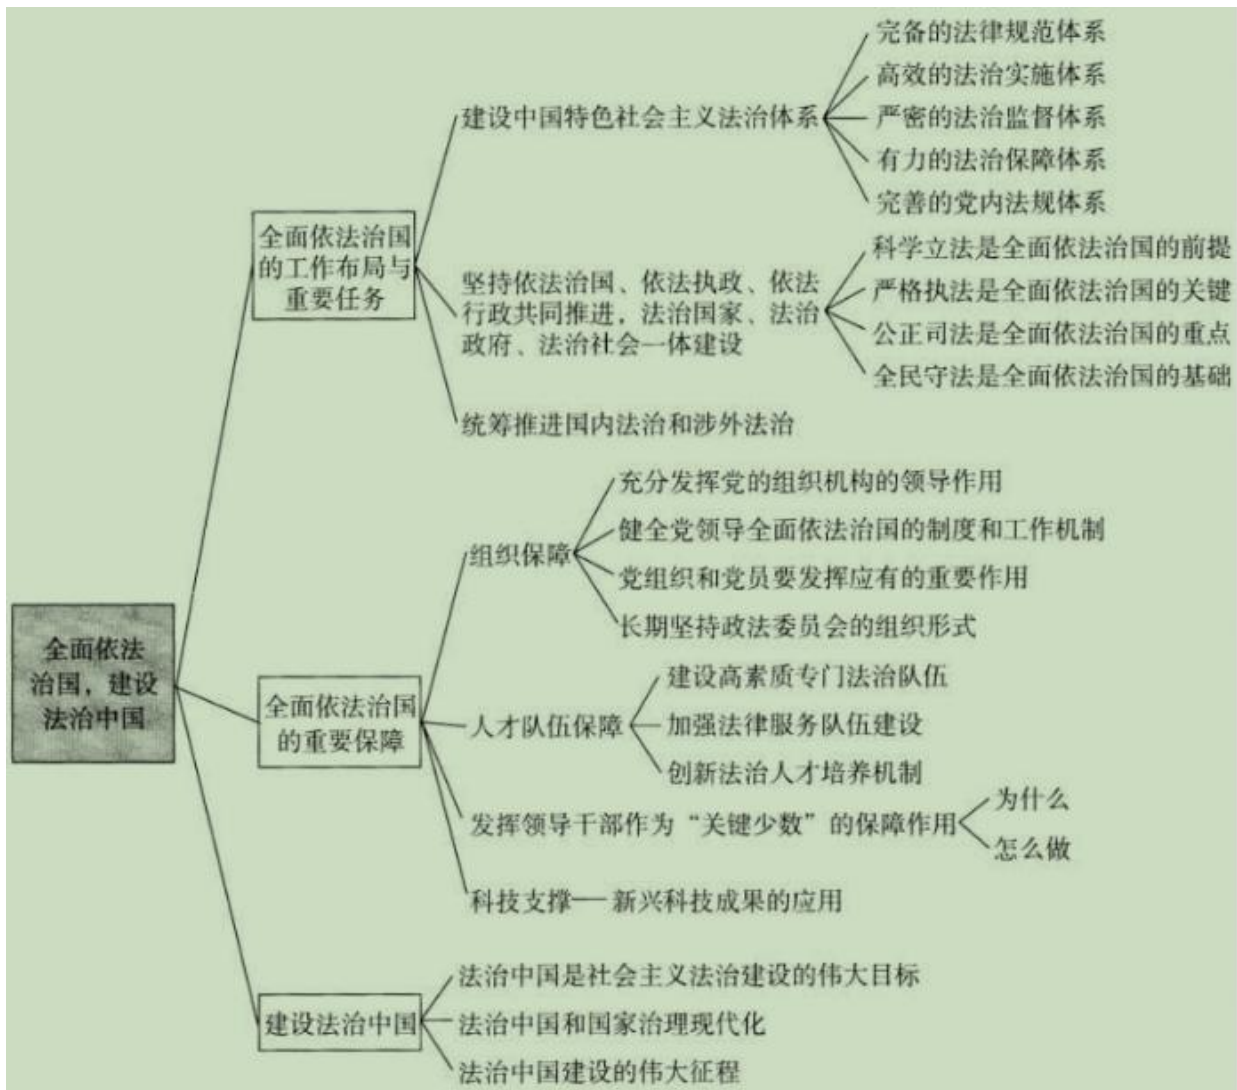 全面依法
治国，建设
法治中国
全面依法治国
的工作布局与
重要任务
建设中国特色社会主义法治体系
完备的法律规范体系
高效的法治实施体系
严密的法治监督体系
有力的法治保障体系
完善的党内法规体系
坚持依法治国、依法执政、依法
行政共同推进，法治国家、法治
政府、法治社会一体建设
科学立法是全面依法治国的前提
严格执法是全面依法治国的关键
公正司法是全面依法治国的重点
全民守法是全面依法治国的基础
统筹推进国内法治和涉外法治
全面依法治国
的重要保障
组织保障
充分发挥党的组织机构的领导作用
健全党领导全面依法治国的制度和工作机制
党组织和党员要发挥应有的重要作用
长期坚持政法委员会的组织形式
人才队伍保障
建设高素质专门法治队伍
加强法律服务队伍建设
创新法治人才培养机制
发挥领导干部作为“关键少数”的保障作用
为什么
怎么做
科技支撑
新兴科技成果的应用
建设法治中国
法治中国是社会主义法治建设的伟大目标
法治中国和国家治理现代化
法治中国建设的伟大征程